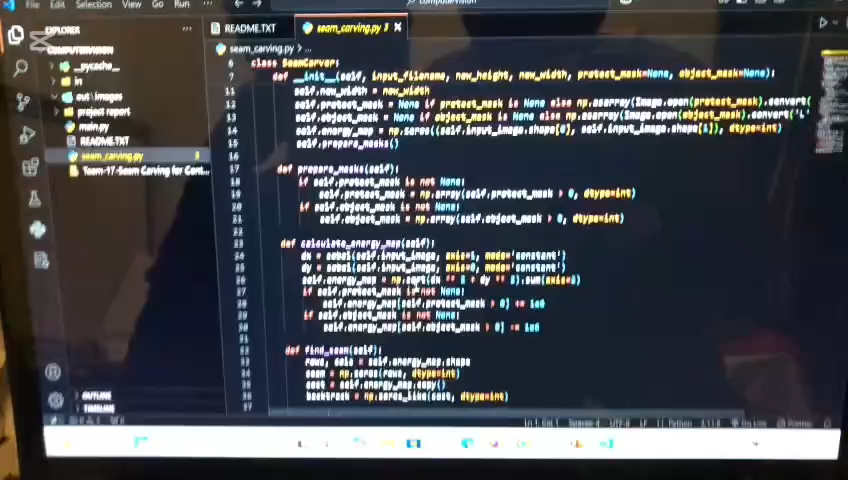 File Edit Selection View Go Run
computervision
EXPLORER
README.TXT
seam_carving.py 3
COMPUTERVISION
seam_carving.py > ...
__pycache__
in
out\images
project report
main.py
README.TXT
seam_carving.py 3
Team-17-Seam Carving for Cont...
OUTLINE
TIMELINE
6 class SeamCarver:
7 def __init__(self, input_filename, new_height, new_width, protect_mask=None, object_mask=None):
11 self.new_width = new_width
12 self.protect_mask = None if protect_mask is None else np.asarray(Image.open(protect_mask).convert(
13 self.object_mask = None if object_mask is None else np.asarray(Image.open(object_mask).convert('L'
14 self.energy_map = np.zeros((self.input_image.shape[0], self.input_image.shape[1]), dtype=int)
15 self.prepare_masks()
16
17 def prepare_masks(self):
18 if self.protect_mask is not None:
19 self.protect_mask = np.array(self.protect_mask > 0, dtype=int)
20 if self.object_mask is not None:
21 self.object_mask = np.array(self.object_mask > 0, dtype=int)
22
23 def calculate_energy_map(self):
24 dx = sobel(self.input_image, axis=1, mode='constant')
25 dy = sobel(self.input_image, axis=0, mode='constant')
26 self.energy_map = np.sqrt(dx ** 2 + dy ** 2).sum(axis=2)
27 if self.protect_mask is not None:
28 self.energy_map[self.protect_mask > 0] += 1e6
29 if self.object_mask is not None:
30 self.energy_map[self.object_mask > 0] -= 1e6
31
32 def find_seam(self):
33 rows, cols = self.energy_map.shape
34 seam = np.zeros(rows, dtype=int)
35 cost = self.energy_map.copy()
36 backtrack = np.zeros_like(cost, dtype=int)
37
Ln 1, Col 1 Spaces: 4 UTF-8 LF Python